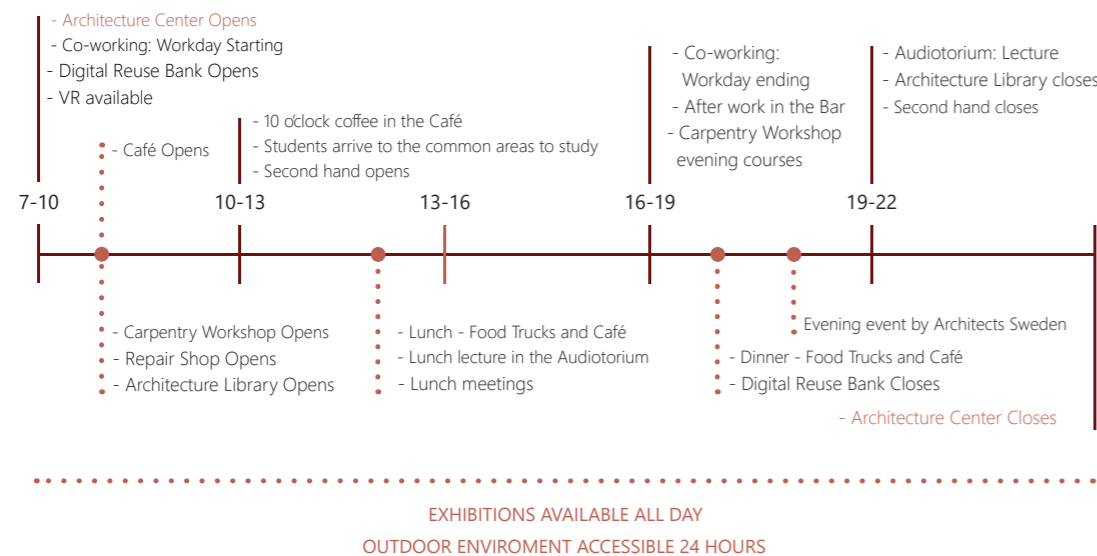 - Architecture Center Opens
- Co-working: Workday Starting
- Digital Reuse Bank Opens
- VR available
- Café Opens
- 10 o'clock coffee in the Café
- Students arrive to the common areas to study
- Second hand opens
- Co-working:
Workday ending
- After work in the Bar
- Carpentry Workshop
evening courses
- Audiotorium: Lecture
- Architecture Library closes
- Second hand closes
7-10
10-13
13-16
16-19
19-22
- Carpentry Workshop Opens
- Repair Shop Opens
- Architecture Library Opens
- Lunch - Food Trucks and Café
- Lunch lecture in the Audiotorium
- Lunch meetings
Evening event by Architects Sweden
- Dinner - Food Trucks and Café
- Digital Reuse Bank Closes
- Architecture Center Closes
EXHIBITIONS AVAILABLE ALL DAY
OUTDOOR ENVIROMENT ACCESSIBLE 24 HOURS